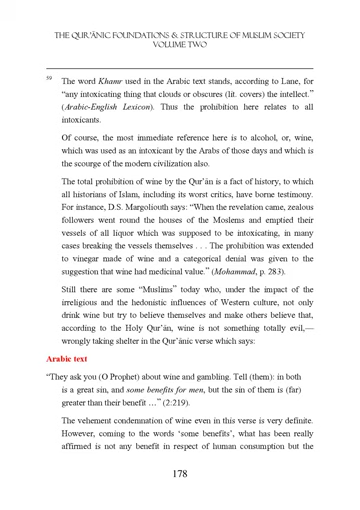 THE QUR'ĀNIC FOUNDATIONS & STRUCTURE OF MUSLIM SOCIETY
VOLUME TWO
59 The word Khamr used in the Arabic text stands, according to Lane, for
“any intoxicating thing that clouds or obscures (lit. covers) the intellect.”
(Arabic-English Lexicon). Thus the prohibition here relates to all
intoxicants.
Of course, the most immediate reference here is to alcohol, or, wine,
which was used as an intoxicant by the Arabs of those days and which is
the scourge of the modern civilization also.
The total prohibition of wine by the Qur’ān is a fact of history, to which
all historians of Islam, including its worst critics, have borne testimony.
For instance, D.S. Margoliouth says: “When the revelation came, zealous
followers went round the houses of the Moslems and emptied their
vessels of all liquor which was supposed to be intoxicating, in many
cases breaking the vessels themselves . . . The prohibition was extended
to vinegar made of wine and a categorical denial was given to the
suggestion that wine had medicinal value.” (Mohammad, p. 283).
Still there are some “Muslims” today who, under the impact of the
irreligious and the hedonistic influences of Western culture, not only
drink wine but try to believe themselves and make others believe that,
according to the Holy Qur’ān, wine is not something totally evil,—
wrongly taking shelter in the Qur’ānic verse which says:
Arabic text
“They ask you (O Prophet) about wine and gambling. Tell (them): in both
is a great sin, and some benefits for men, but the sin of them is (far)
greater than their benefit …” (2:219).
The vehement condemnation of wine even in this verse is very definite.
However, coming to the words ‘some benefits’, what has been really
affirmed is not any benefit in respect of human consumption but the
178